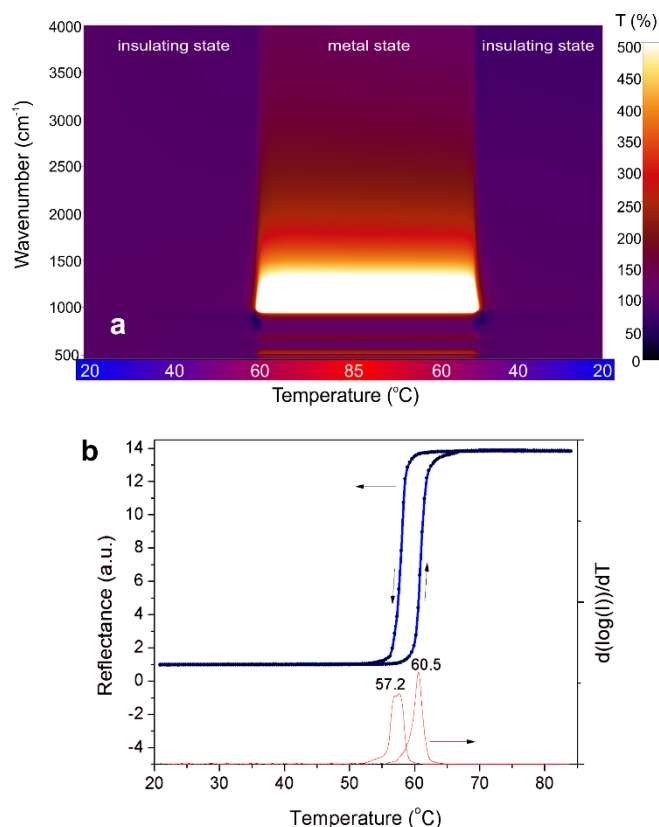 T (%)
insulating state metal state insulating state
4000
3500
3000
2500
2000
1500
1000
500
Wavenumber (cm-1)
500
450
400
350
300
250
200
150
100
50
0
a
20 40 60 85 60 40 20
Temperature (oC)
b
14
12
10
8
6
4
2
0
-2
-4
Reflectance (a.u.)
d(log(I))/dT
57.2
60.5
20 30 40 50 60 70 80
Temperature (oC)